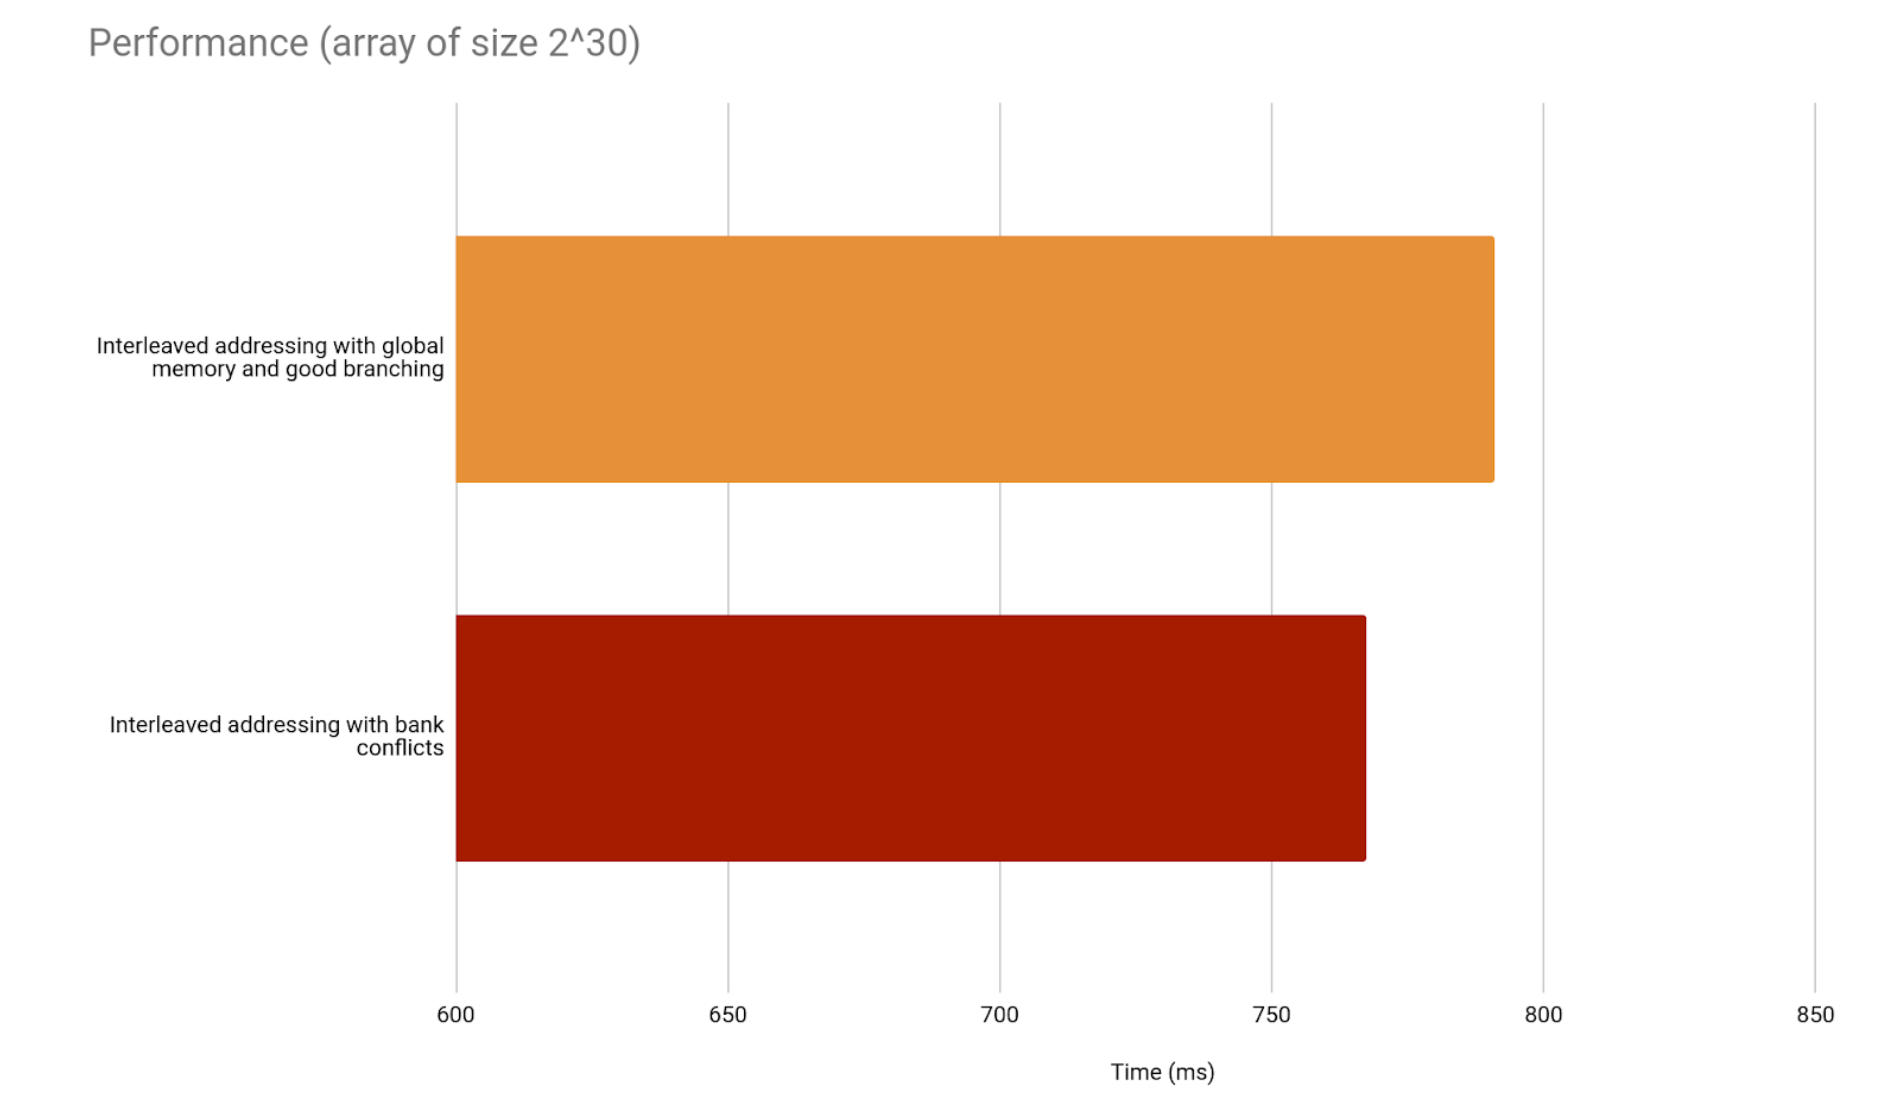 Performance (array of size 2^30)
Interleaved addressing with global
memory and good branching
Interleaved addressing with bank
conflicts
600 650 700 750 800 850
Time (ms)